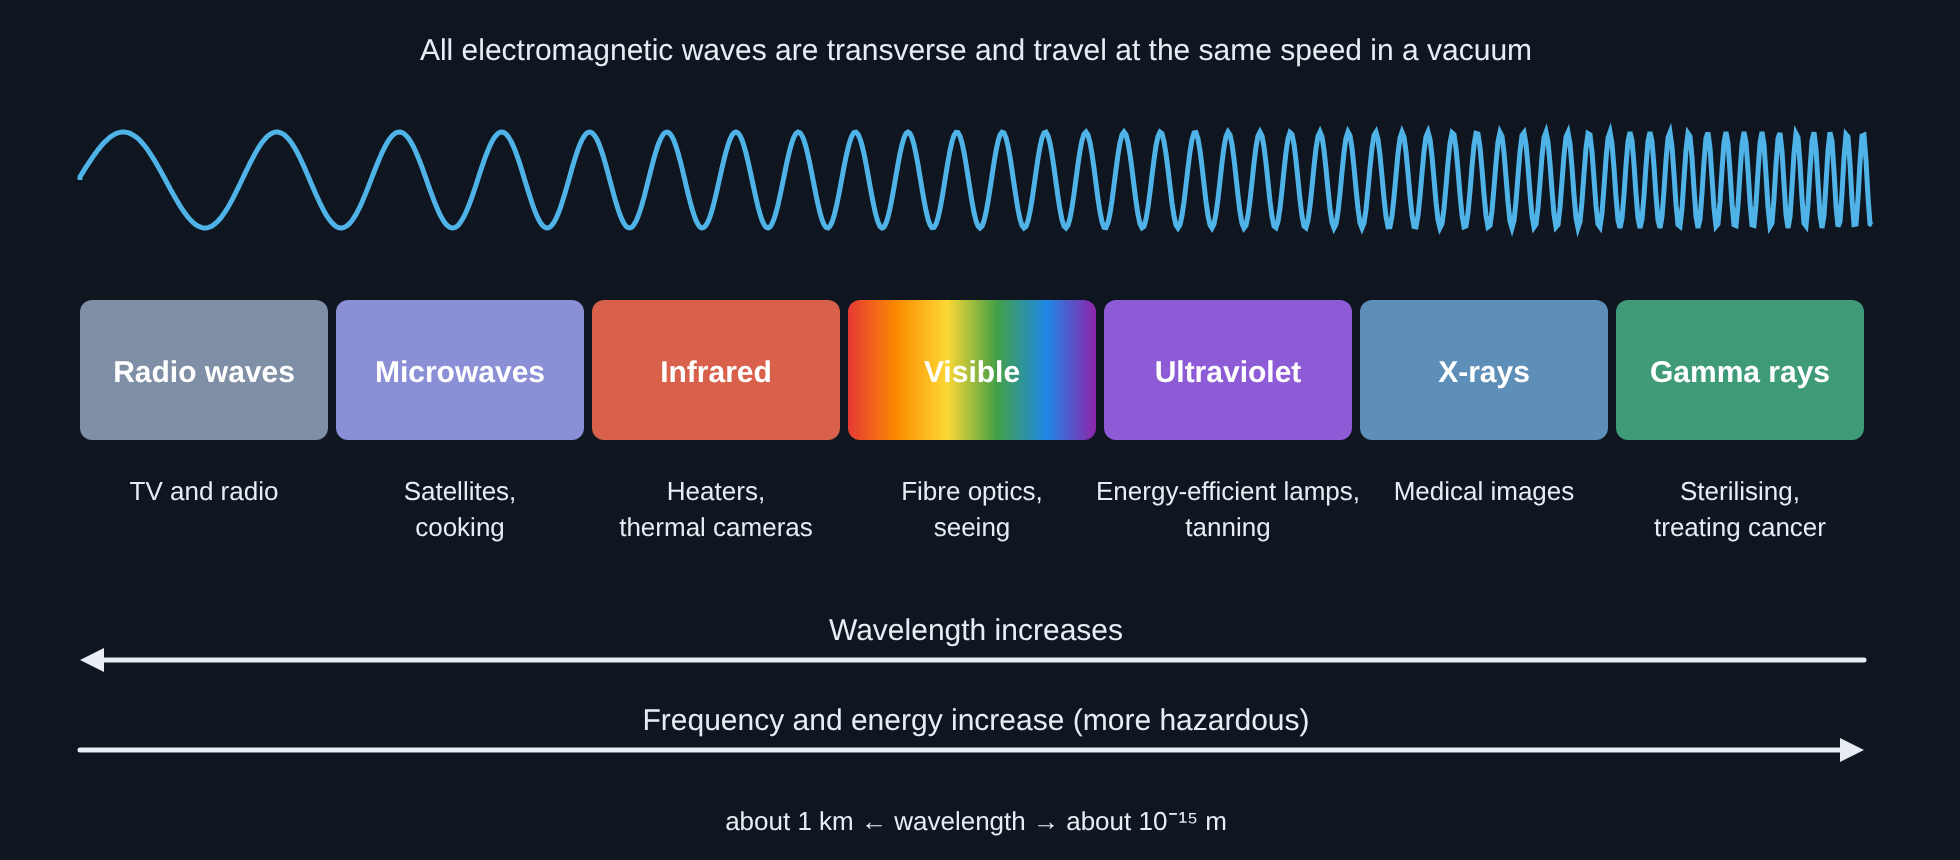 All electromagnetic waves are transverse and travel at the same speed in a vacuum
Radio waves
Microwaves
Infrared
Visible
Ultraviolet
X-rays
Gamma rays
TV and radio
Satellites,
cooking
Heaters,
thermal cameras
Fibre optics,
seeing
Energy-efficient lamps,
tanning
Medical images
Sterilising,
treating cancer
Wavelength increases
Frequency and energy increase (more hazardous)
about 1 km ← wavelength → about 10⁻¹⁵ m